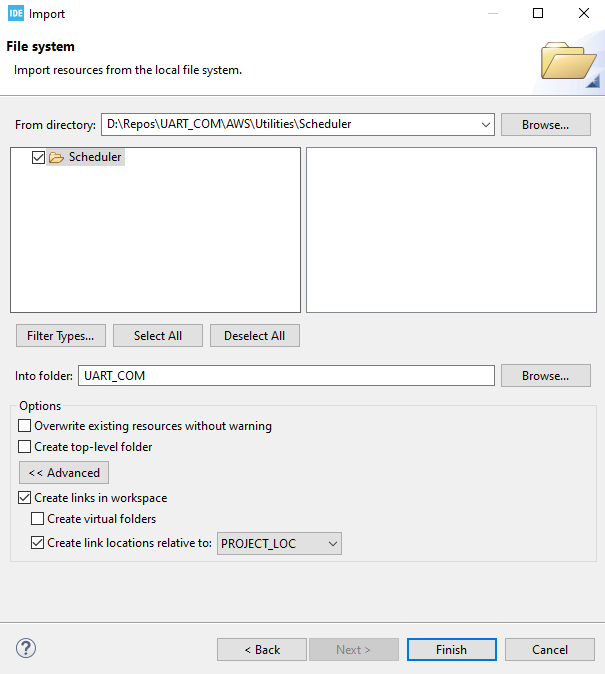 IDE Import
File system
Import resources from the local file system.
From directory: D:\Repos\UART_COM\AWS\Utilities\Scheduler Browse...
Scheduler
Filter Types... Select All Deselect All
Into folder: UART_COM Browse...
Options
Overwrite existing resources without warning
Create top-level folder
<< Advanced
Create links in workspace
Create virtual folders
Create link locations relative to: PROJECT_LOC
? < Back Next > Finish Cancel